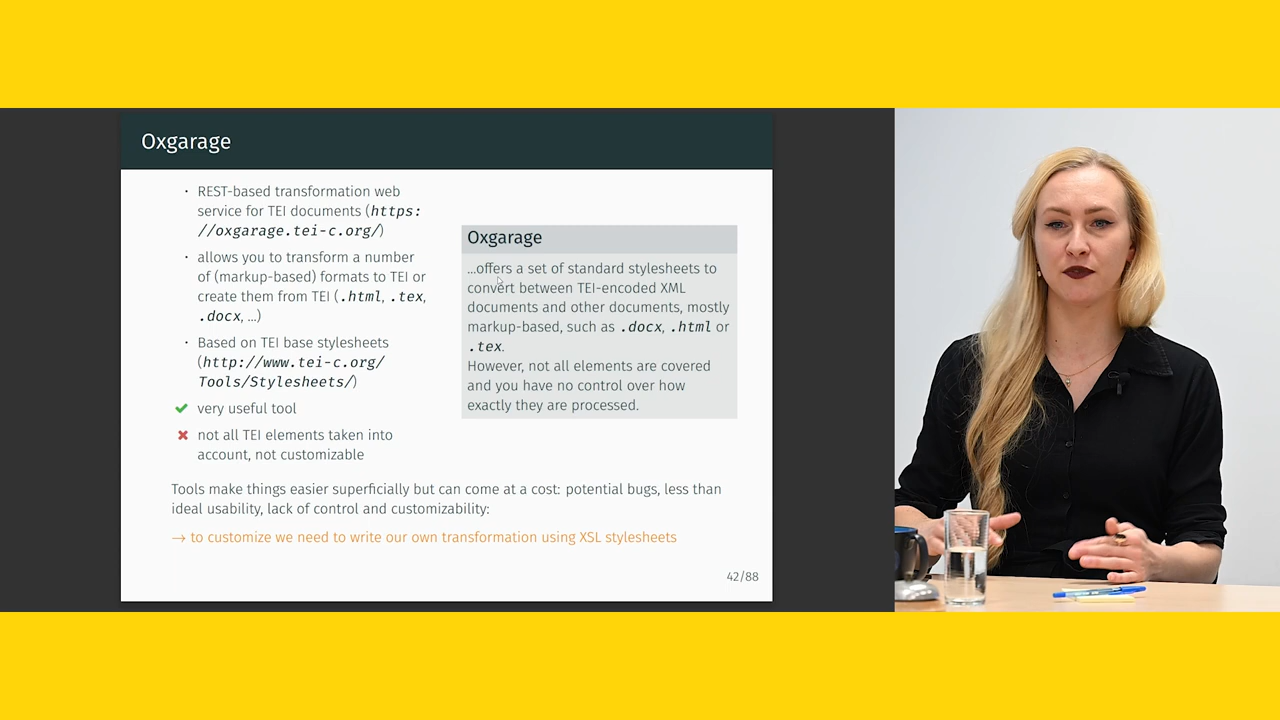 Oxgarage
· REST-based transformation web
service for TEI documents (https:
//oxgarage.tei-c.org/)
· allows you to transform a number
of (markup-based) formats to TEI or
create them from TEI (.html, .tex,
.docx, …)
· Based on TEI base stylesheets
(http://www.tei-c.org/
Tools/Stylesheets/)
✔ very useful tool
✖ not all TEI elements taken into
account, not customizable
Oxgarage
…offers a set of standard stylesheets to
convert between TEI-encoded XML
documents and other documents, mostly
markup-based, such as .docx, .html or
.tex.
However, not all elements are covered
and you have no control over how
exactly they are processed.
Tools make things easier superficially but can come at a cost: potential bugs, less than
ideal usability, lack of control and customizability:
→ to customize we need to write our own transformation using XSL stylesheets
42/88